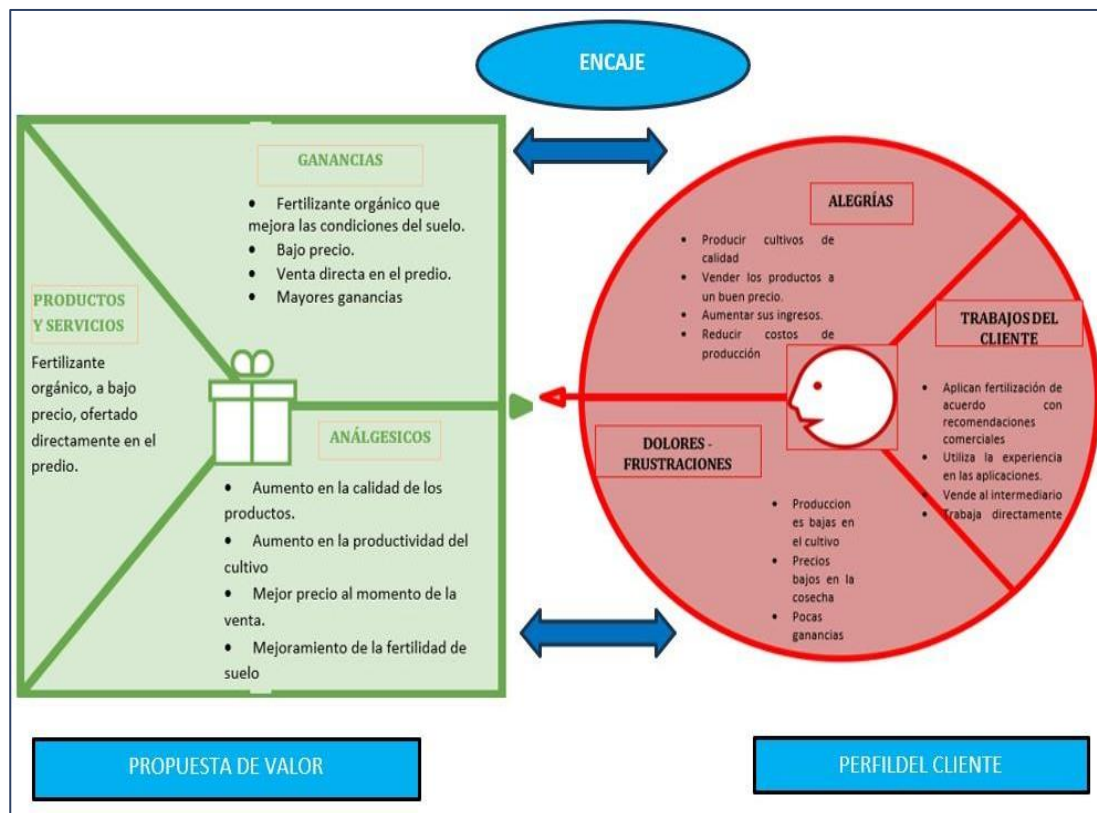 ENCAJE
GANANCIAS
• Fertilizante orgánico que
mejora las condiciones del suelo.
• Bajo precio.
• Venta directa en el predio.
• Mayores ganancias
PRODUCTOS
Y SERVICIOS
Fertilizante
orgánico, a bajo
precio, ofertado
directamente en el
predio.
ANÁLGESICOS
• Aumento en la calidad de los
productos.
• Aumento en la productividad del
cultivo
• Mejor precio al momento de la
venta.
• Mejoramiento de la fertilidad de
suelo
ALEGRÍAS
• Producir cultivos de
calidad
• Vender los productos a
un buen precio.
• Aumentar sus ingresos.
• Reducir costos de
producción
TRABAJOS DEL
CLIENTE
• Aplican fertilización de
acuerdo con
recomendaciones
comerciales
• Utiliza la experiencia
en las aplicaciones.
• Vende al intermediario
• Trabaja directamente
DOLORES -
FRUSTRACIONES
• Produccion
es bajas en
el cultivo
• Precios
bajos en la
cosecha
• Pocas
ganancias
PROPUESTA DE VALOR
PERFILDEL CLIENTE